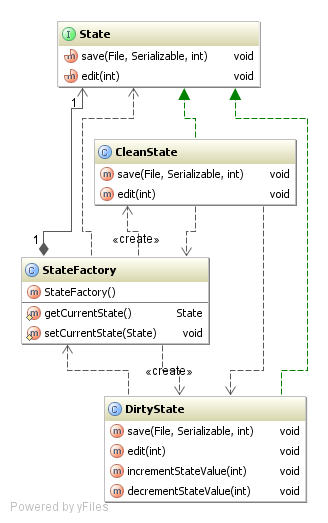 I State
m save(File, Serializable, int) void
m edit(int) void
1
C CleanState
m save(File, Serializable, int) void
m edit(int) void
1
«create»
C StateFactory
m StateFactory()
m getCurrentState() State
m setCurrentState(State) void
«create»
C DirtyState
m save(File, Serializable, int) void
m edit(int) void
m incrementStateValue(int) void
m decrementStateValue(int) void
Powered by yFiles